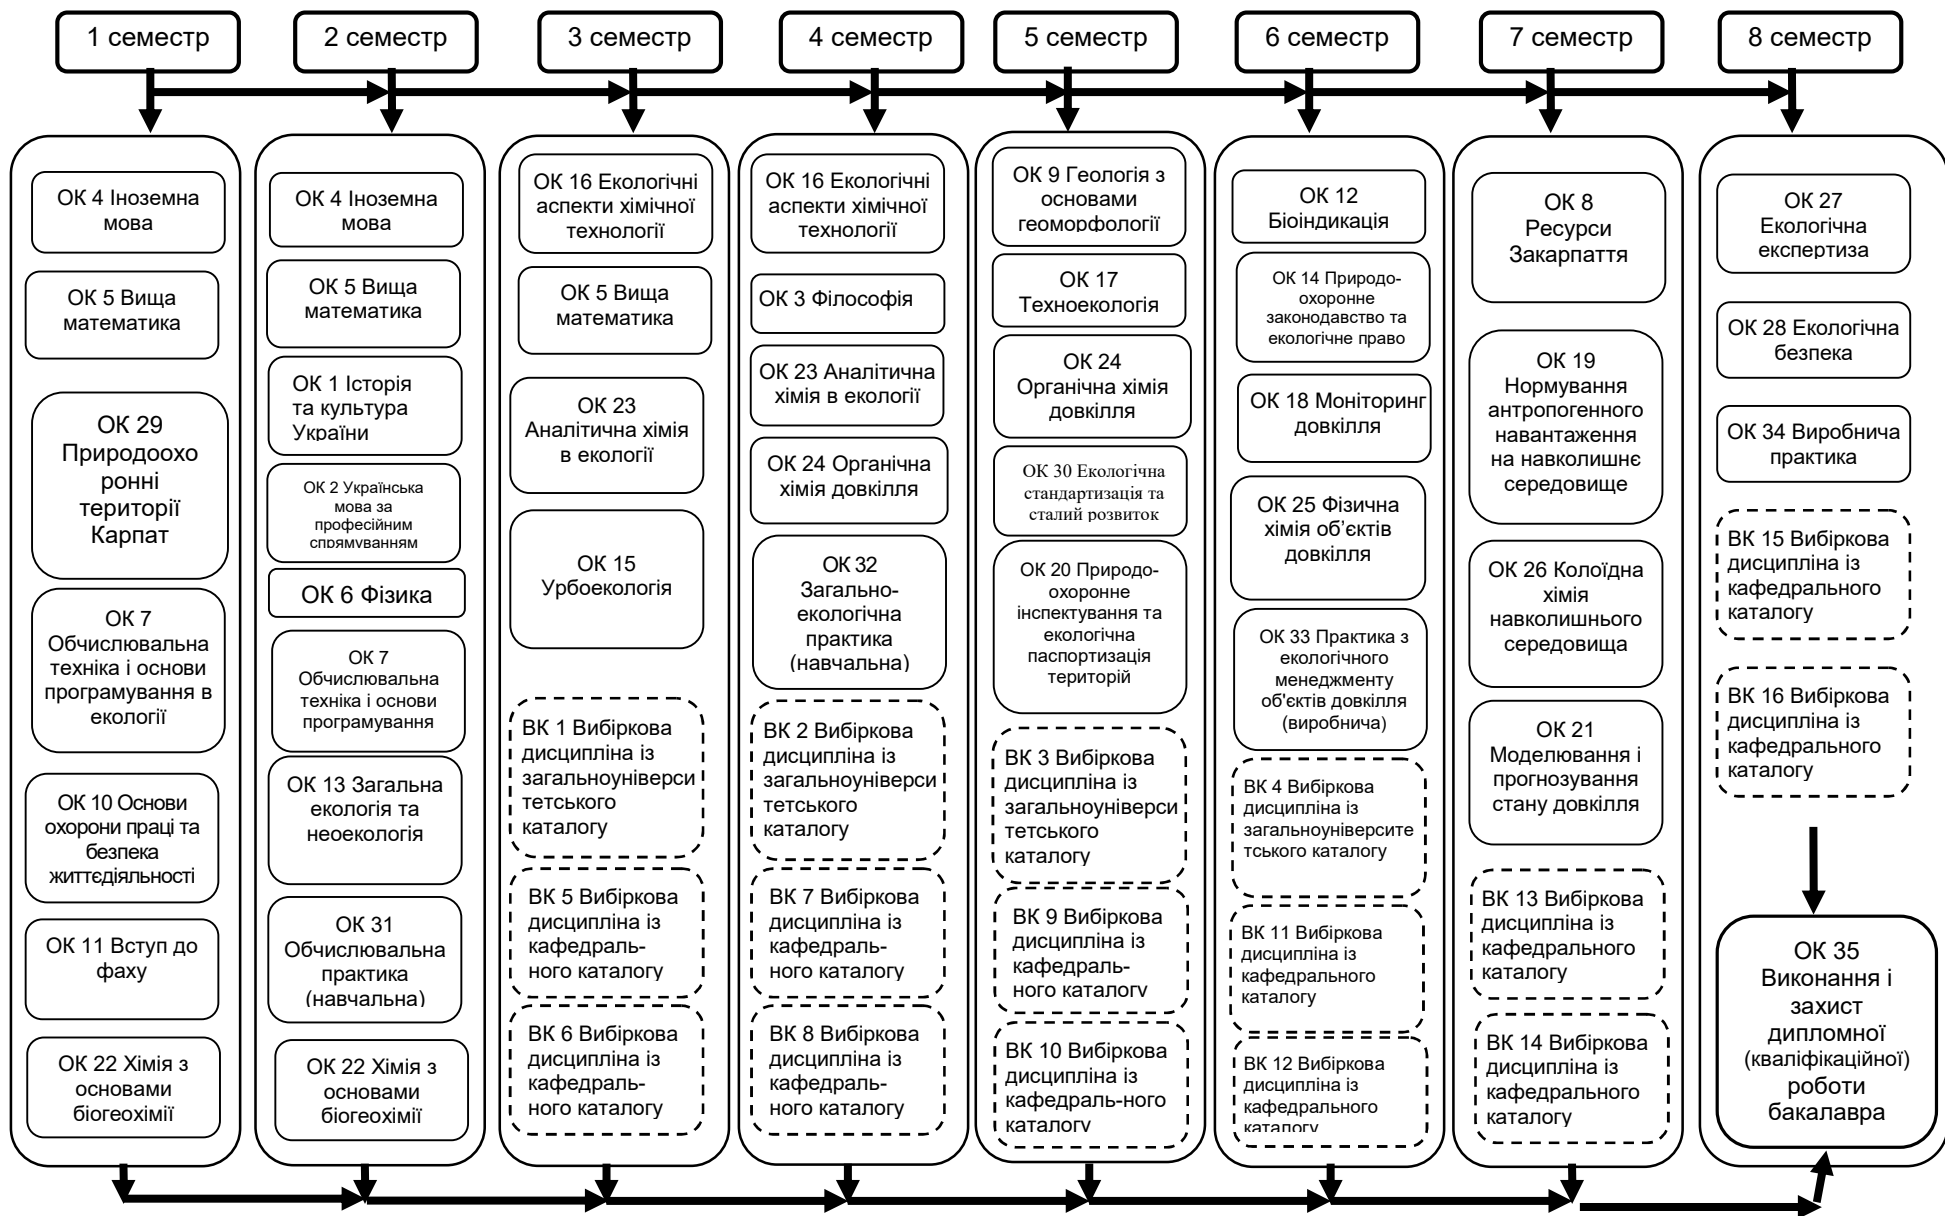 1 семестр
2 семестр
3 семестр
4 семестр
5 семестр
6 семестр
7 семестр
8 семестр
ОК 4 Іноземна
мова
ОК 5 Вища
математика
ОК 29
Природоохо
ронні
території
Карпат
ОК 7
Обчислювальна
техніка і основи
програмування в
екології
ОК 10 Основи
охорони праці та
безпека
життєдіяльності
ОК 11 Вступ до
фаху
ОК 22 Хімія з
основами
біогеохімії
ОК 4 Іноземна
мова
ОК 5 Вища
математика
ОК 1 Історія
та культура
України
ОК 2 Українська
мова за
професійним
спрямуванням
ОК 6 Фізика
ОК 7
Обчислювальна
техніка і основи
програмування
ОК 13 Загальна
екологія та
неоекологія
ОК 31
Обчислювальна
практика
(навчальна)
ОК 22 Хімія з
основами
біогеохімії
ОК 16 Екологічні
аспекти хімічної
технології
ОК 5 Вища
математика
ОК 23
Аналітична хімія
в екології
ОК 15
Урбоекологія
ВК 1 Вибіркова
дисципліна із
загальноуніверси
тетського
каталогу
ВК 5 Вибіркова
дисципліна із
кафедраль-
ного каталогу
ВК 6 Вибіркова
дисципліна із
кафедраль-
ного каталогу
ОК 16 Екологічні
аспекти хімічної
технології
ОК 3 Філософія
ОК 23 Аналітична
хімія в екології
ОК 24 Органічна
хімія довкілля
ОК 32
Загально-
екологічна
практика
(навчальна)
ВК 2 Вибіркова
дисципліна із
загальноуніверси
тетського
каталогу
ВК 7 Вибіркова
дисципліна із
кафедраль-
ного каталогу
ВК 8 Вибіркова
дисципліна із
кафедраль-
ного каталогу
ОК 9 Геологія з
основами
геоморфології
ОК 17
Техноекологія
ОК 24
Органічна хімія
довкілля
ОК 30 Екологічна
стандартизація та
сталий розвиток
ОК 20 Природо-
охоронне
інспектування та
екологічна
паспортизація
територій
ВК 3 Вибіркова
дисципліна із
загальноуніверси
тетського
каталогу
ВК 9 Вибіркова
дисципліна із
кафедраль-
ного каталогу
ВК 10 Вибіркова
дисципліна із
кафедраль-ного
каталогу
ОК 12
Біоіндикація
ОК 14 Природо-
охоронне
законодавство та
екологічне право
ОК 18 Моніторинг
довкілля
ОК 25 Фізична
хімія об’єктів
довкілля
ОК 33 Практика з
екологічного
менеджменту
об'єктів довкілля
(виробнича)
ВК 4 Вибіркова
дисципліна із
загальноуніверсите
тського каталогу
ВК 11 Вибіркова
дисципліна із
кафедрального
каталогу
ВК 12 Вибіркова
дисципліна із
кафедрального
каталогу
ОК 8
Ресурси
Закарпаття
ОК 19
Нормування
антропогенного
навантаження
на навколишнє
середовище
ОК 26 Колоїдна
хімія
навколишнього
середовища
ОК 21
Моделювання і
прогнозування
стану довкілля
ВК 13 Вибіркова
дисципліна із
кафедрального
каталогу
ВК 14 Вибіркова
дисципліна із
кафедрального
каталогу
ОК 27
Екологічна
експертиза
ОК 28 Екологічна
безпека
ОК 34 Виробнича
практика
ВК 15 Вибіркова
дисципліна із
кафедрального
каталогу
ВК 16 Вибіркова
дисципліна із
кафедрального
каталогу
ОК 35
Виконання і
захист
дипломної
(кваліфікаційної)
роботи
бакалавра